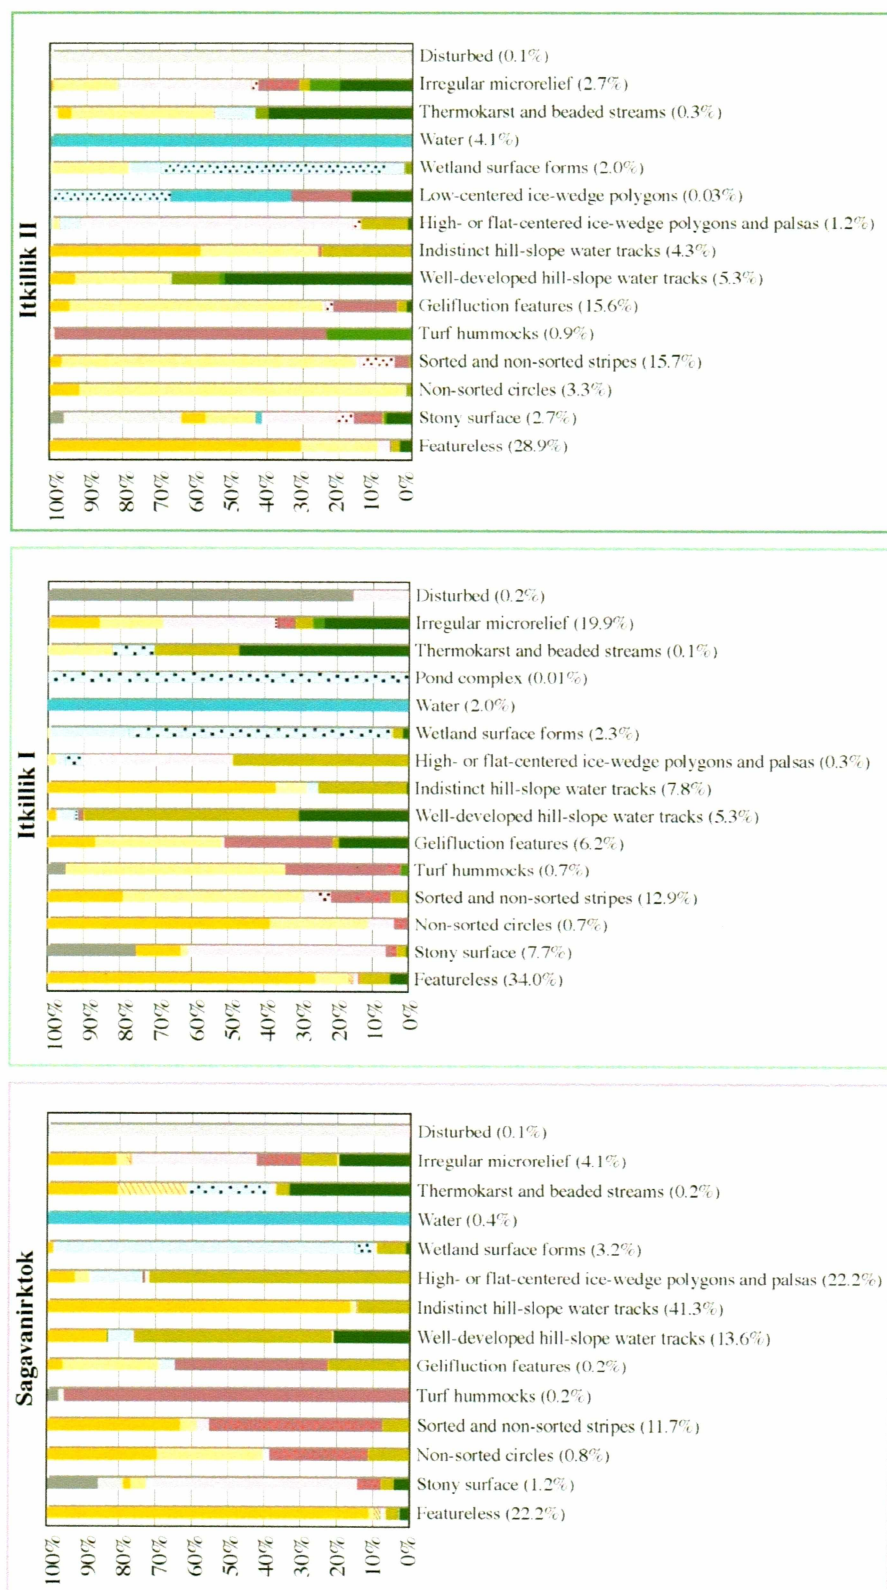 Itkillik II
Disturbed (0.1%)
Irregular microrelief (2.7%)
Thermokarst and beaded streams (0.3%)
Water (4.1%)
Wetland surface forms (2.0%)
Low-centered ice-wedge polygons (0.03%)
High- or flat-centered ice-wedge polygons and palsas (1.2%)
Indistinct hill-slope water tracks (4.3%)
Well-developed hill-slope water tracks (5.3%)
Gelifluction features (15.6%)
Turf hummocks (0.9%)
Sorted and non-sorted stripes (15.7%)
Non-sorted circles (3.3%)
Stony surface (2.7%)
Featureless (28.9%)
100% 90% 80% 70% 60% 50% 40% 30% 20% 10% 0%
Itkillik I
Disturbed (0.2%)
Irregular microrelief (19.9%)
Thermokarst and beaded streams (0.1%)
Pond complex (0.01%)
Water (2.0%)
Wetland surface forms (2.3%)
High- or flat-centered ice-wedge polygons and palsas (0.3%)
Indistinct hill-slope water tracks (7.8%)
Well-developed hill-slope water tracks (5.3%)
Gelifluction features (6.2%)
Turf hummocks (0.7%)
Sorted and non-sorted stripes (12.9%)
Non-sorted circles (0.7%)
Stony surface (7.7%)
Featureless (34.0%)
100% 90% 80% 70% 60% 50% 40% 30% 20% 10% 0%
Sagavanirktok
Disturbed (0.1%)
Irregular microrelief (4.1%)
Thermokarst and beaded streams (0.2%)
Water (0.4%)
Wetland surface forms (3.2%)
High- or flat-centered ice-wedge polygons and palsas (22.2%)
Indistinct hill-slope water tracks (41.3%)
Well-developed hill-slope water tracks (13.6%)
Gelifluction features (0.2%)
Turf hummocks (0.2%)
Sorted and non-sorted stripes (11.7%)
Non-sorted circles (0.8%)
Stony surface (1.2%)
Featureless (22.2%)
100% 90% 80% 70% 60% 50% 40% 30% 20% 10% 0%